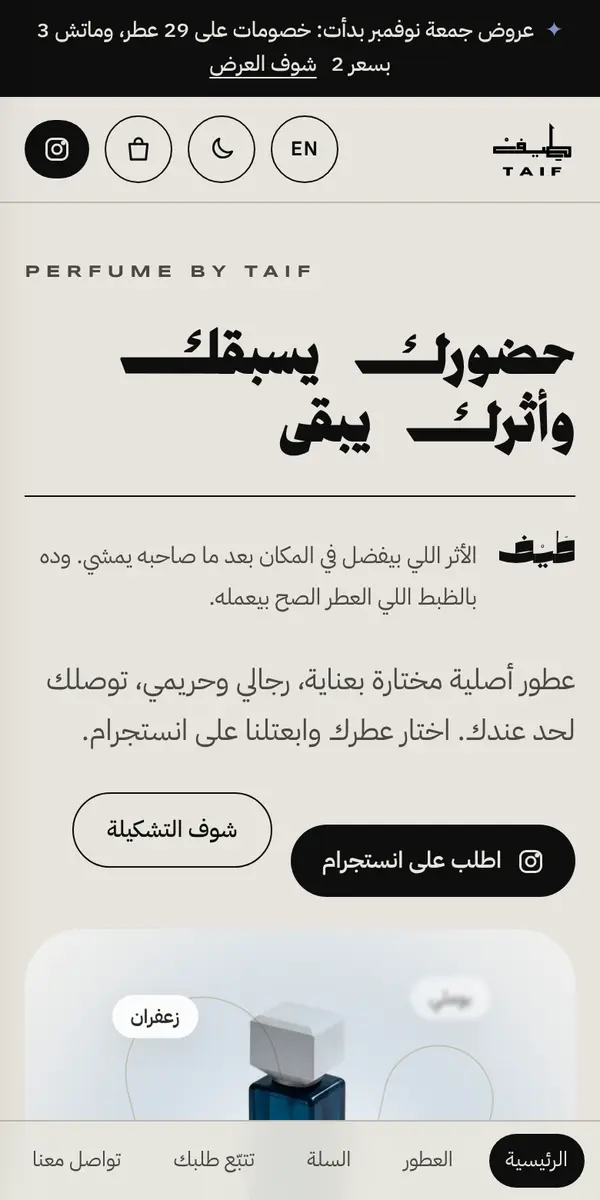 ✦ عروض جمعة نوفمبر بدأت: خصومات على 29 عطر، وماتش 3
بسعر 2 شوف العرض
طيف
TAIF
EN
PERFUME BY TAIF
حضورك يسبقك
وأثرك يبقى
طيف
الأثر اللي بيفضل في المكان بعد ما صاحبه يمشي. وده
بالظبط اللي العطر الصح بيعمله.
عطور أصلية مختارة بعناية، رجالي وحريمي، توصلك
لحد عندك. اختار عطرك وابعتلنا على انستجرام.
اطلب على انستجرام
شوف التشكيلة
زعفران
الرئيسية
العطور
السلة
تتبّع طلبك
تواصل معنا